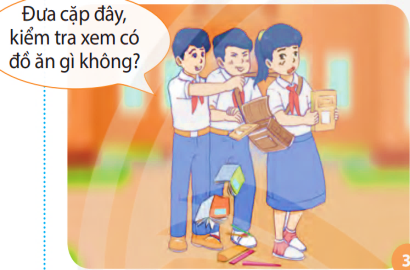 Đưa cặp đây,
kiểm tra xem có
đồ ăn gì không?
3